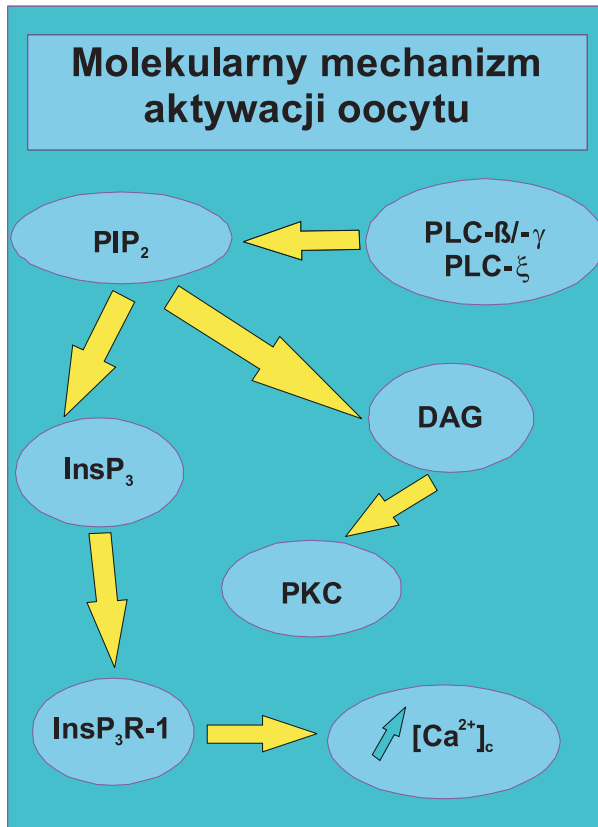 Molekularny mechanizm
aktywacji oocytu
PIP₂
PLC-ß/-γ
PLC-ξ
DAG
InsP₃
PKC
InsP₃R-1
[Ca²⁺]c